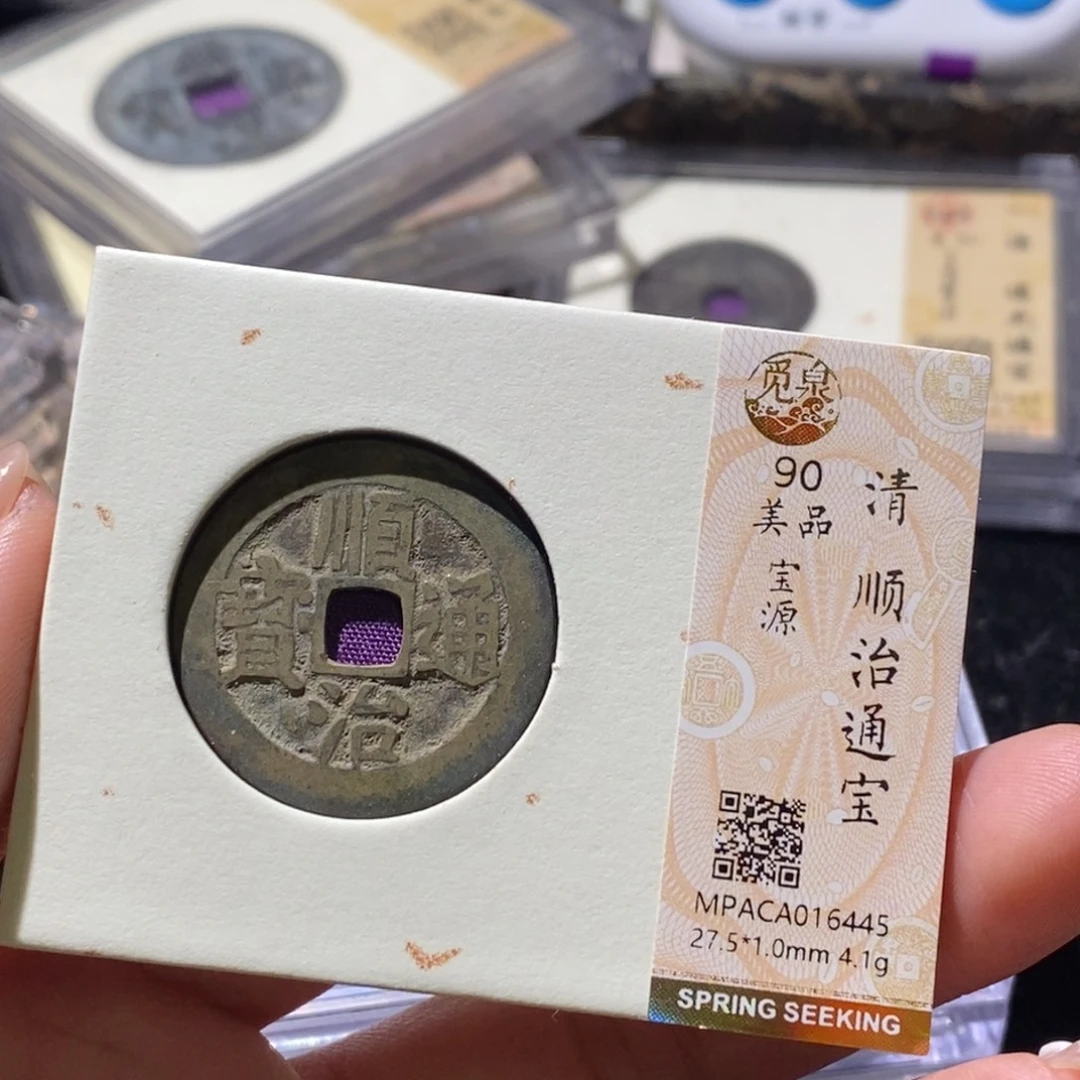 順
治
通
寳
觅泉
90
美品
宝
源
清 顺治通宝
MPACA016445
27.5*1.0mm 4.1g
SPRING SEEKING